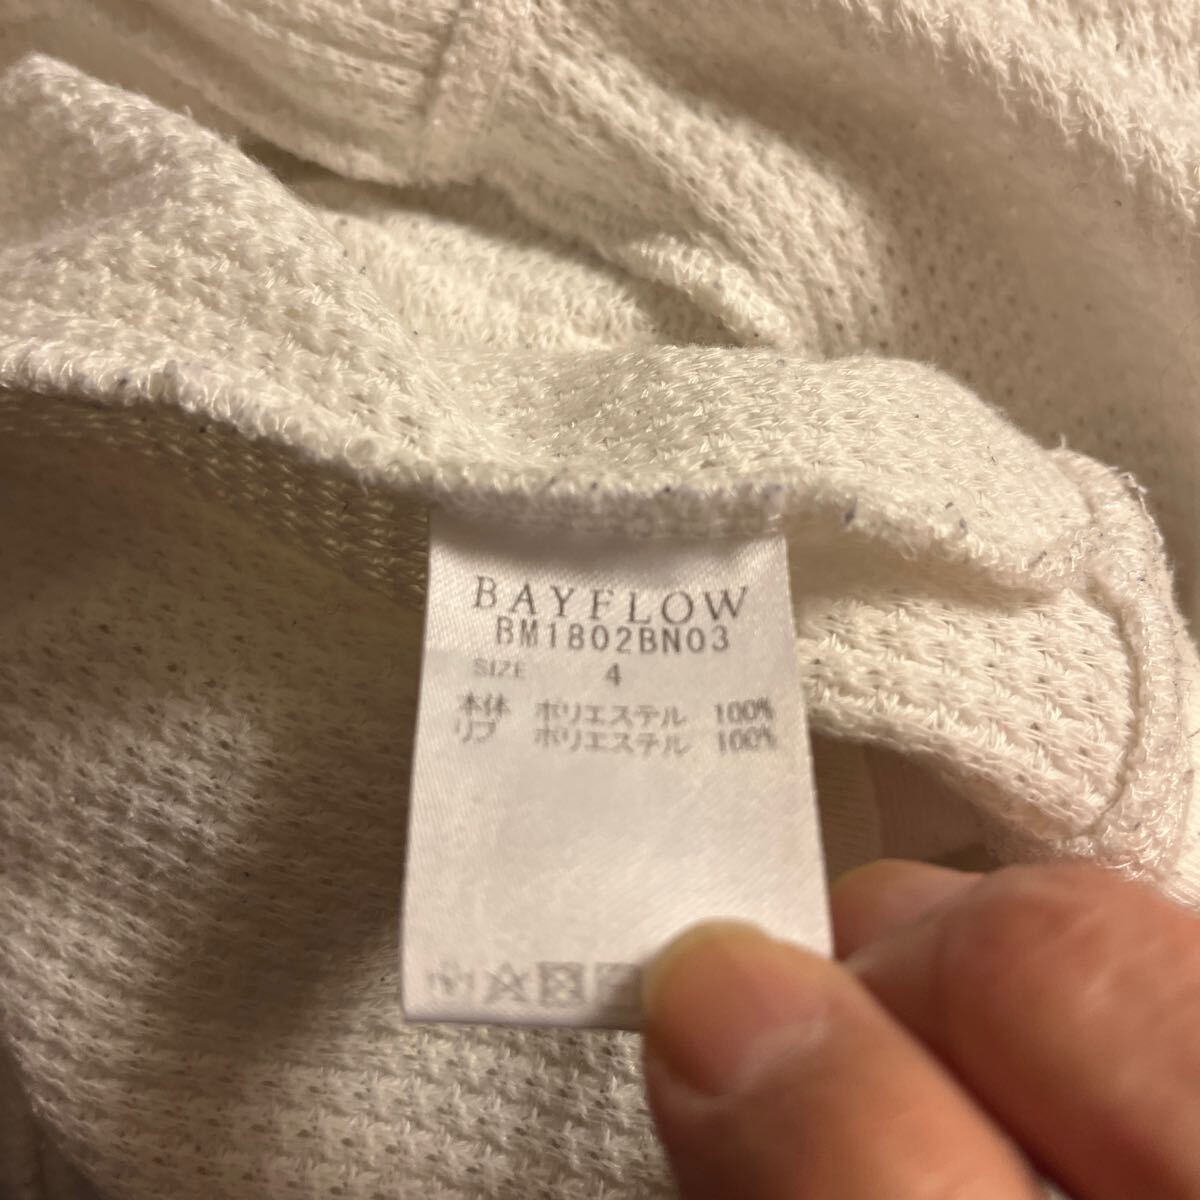 BAYFLOW
BM1802BN03
SIZE 4
本体 ポリエステル 100%
リブ ポリエステル 100%